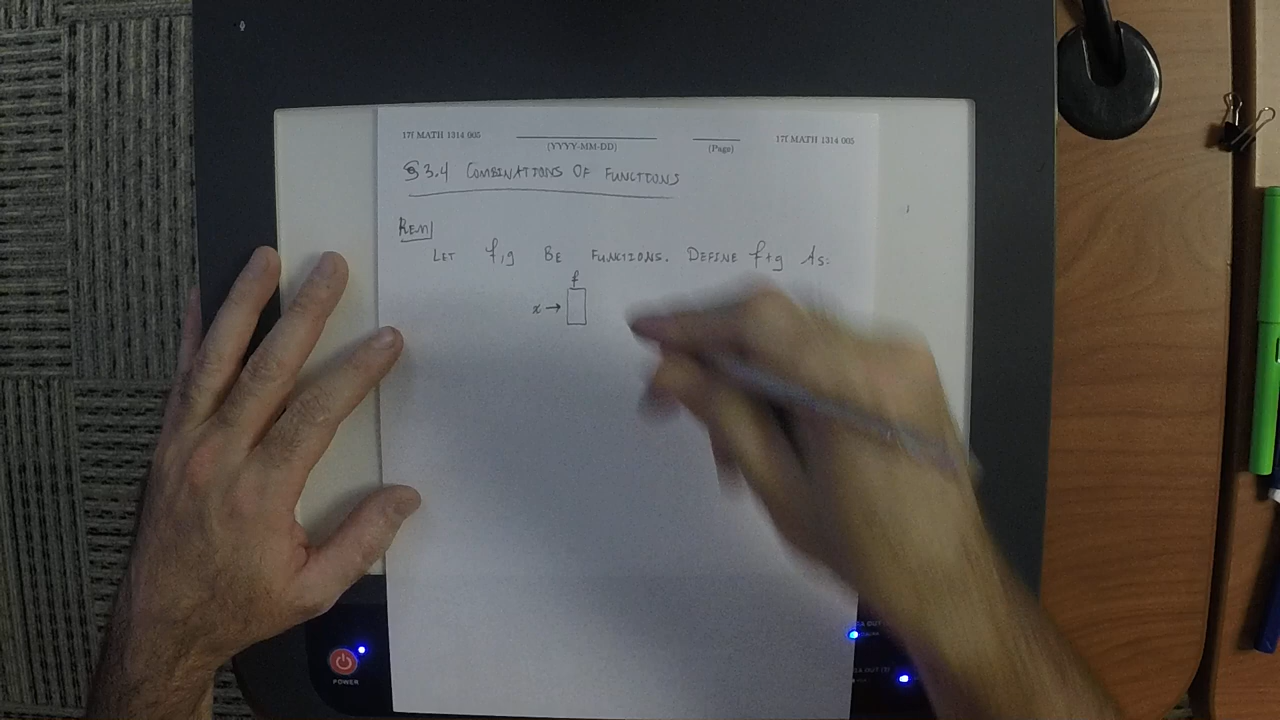 17f MATH 1314 005 (YYYY-MM-DD) (Page) 17f MATH 1314 005
§3.4 COMBINATIONS OF FUNCTIONS
REM
LET f,g BE FUNCTIONS. DEFINE f+g AS:
f
x →
POWER